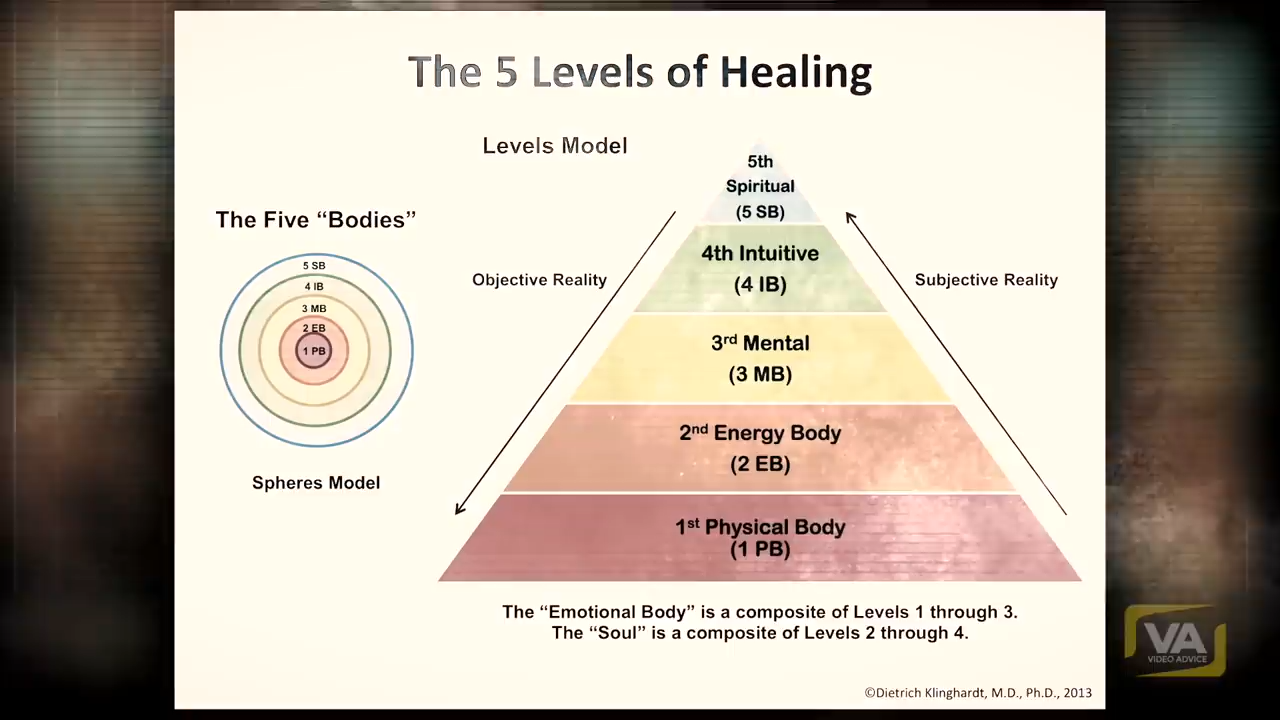 The 5 Levels of Healing
Levels Model
The Five “Bodies”
5 SB
4 IB
3 MB
2 EB
1 PB
Spheres Model
Objective Reality
Subjective Reality
5th
Spiritual
(5 SB)
4th Intuitive
(4 IB)
3rd Mental
(3 MB)
2nd Energy Body
(2 EB)
1st Physical Body
(1 PB)
The “Emotional Body” is a composite of Levels 1 through 3.
The “Soul” is a composite of Levels 2 through 4.
©Dietrich Klinghardt, M.D., Ph.D., 2013
VA
VIDEO ADVICE